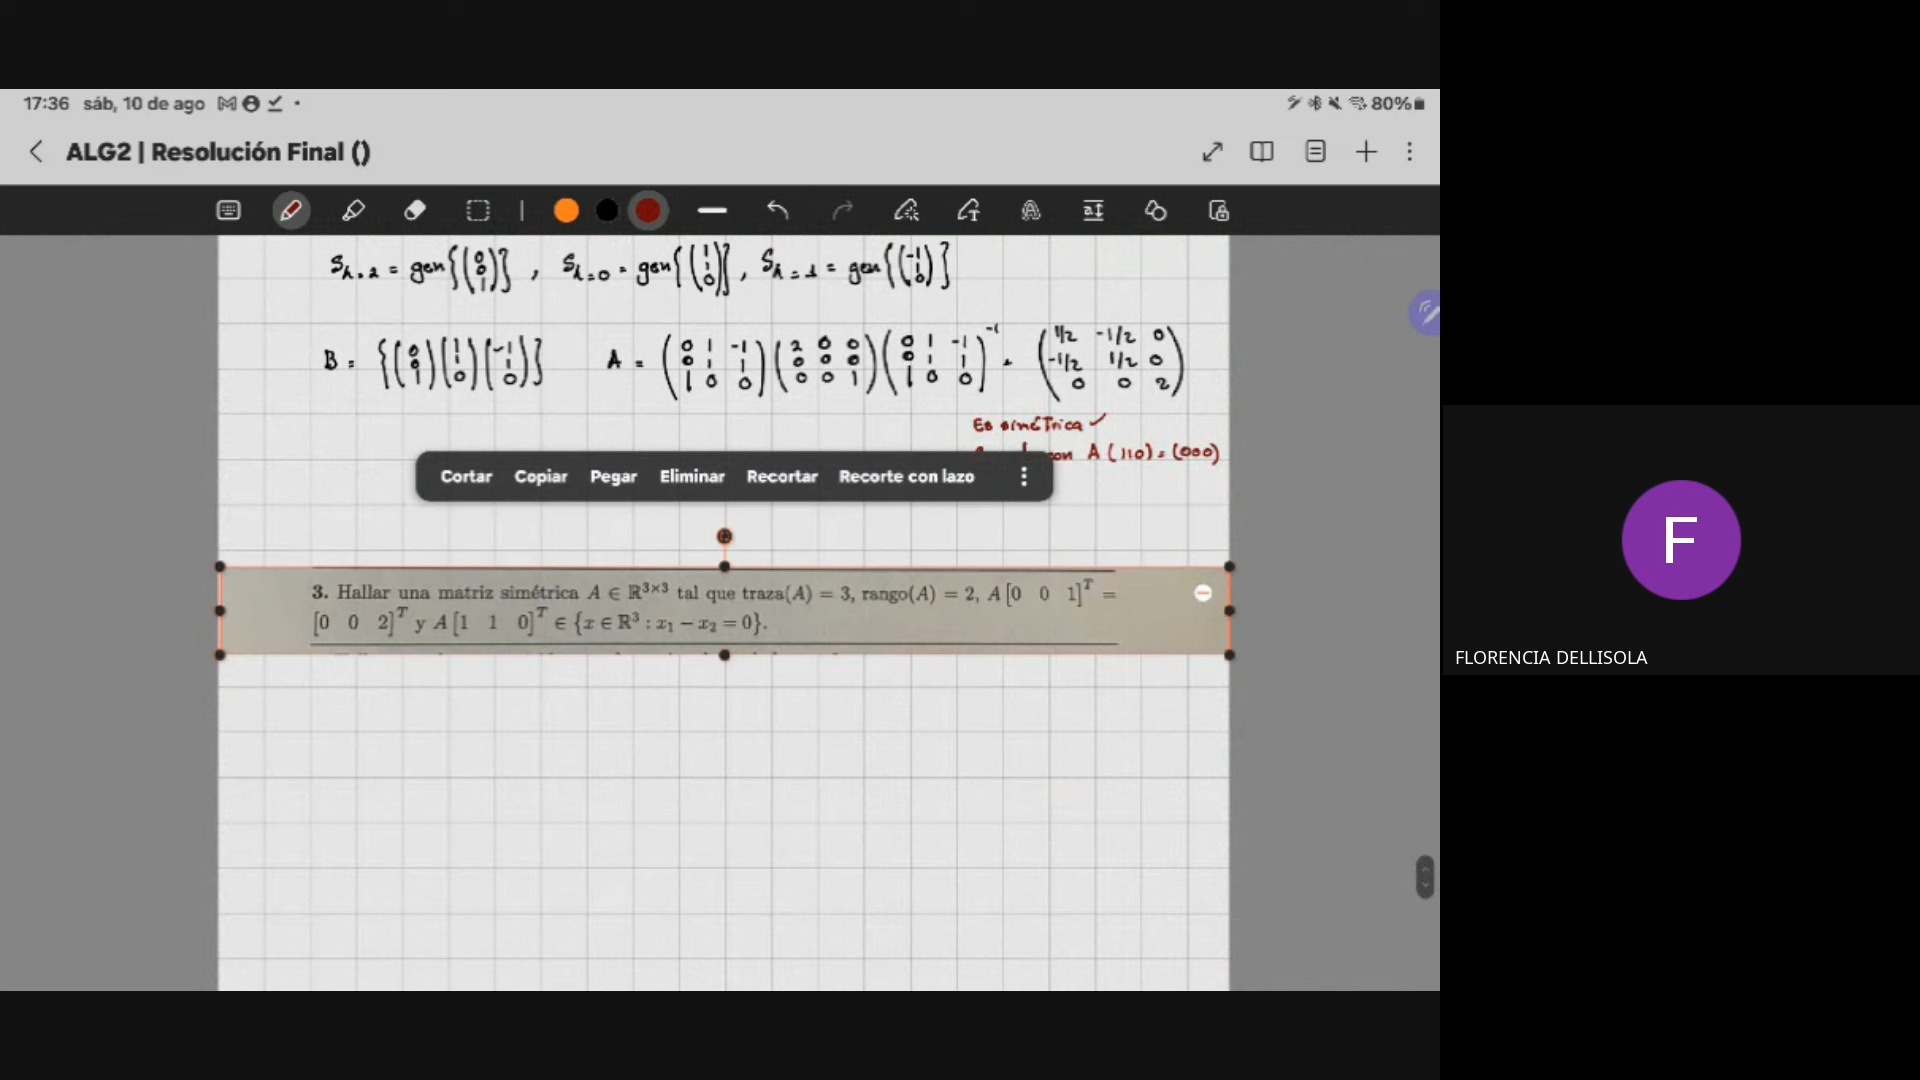 17:36 sáb, 10 de ago
80%
ALG2 | Resolución Final ()
S_{λ=2} = gen{(0 0 1)}, S_{λ=0} = gen{(1 1 0)}, S_{λ=1} = gen{(-1 1 0)}
B = {(0 0 1)(1 1 0)(-1 1 0)} A = (0 1 -1; 0 1 1; 1 0 0)(2 0 0; 0 0 0; 0 0 1)(0 1 -1; 0 1 1; 1 0 0)^{-1} = (1/2 -1/2 0; -1/2 1/2 0; 0 0 2)
Es simétrica ✓
con A(110) = (000)
Cortar Copiar Pegar Eliminar Recortar Recorte con lazo
3. Hallar una matriz simétrica A ∈ ℝ^{3×3} tal que traza(A) = 3, rango(A) = 2, A [0 0 1]^T =
[0 0 2]^T y A [1 1 0]^T ∈ {x ∈ ℝ^3 : x_1 − x_2 = 0}.
F
FLORENCIA DELLISOLA